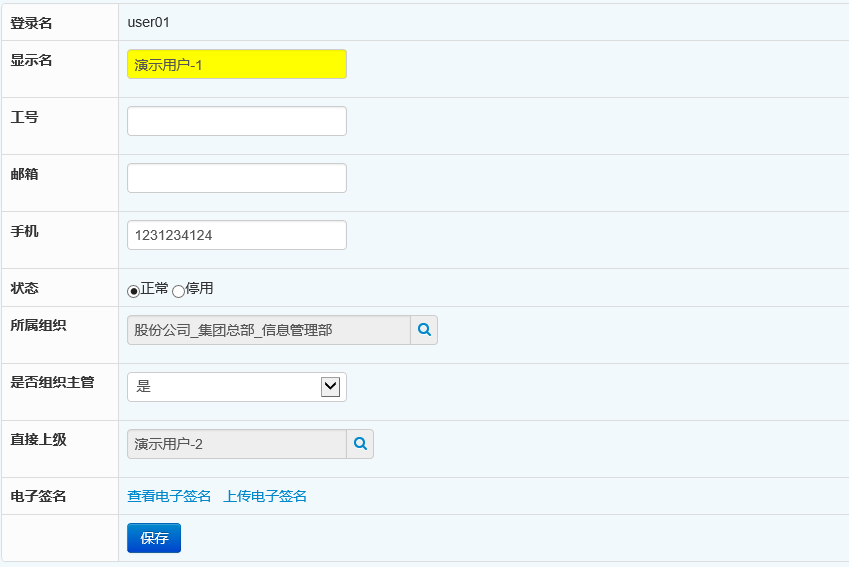 登录名 user01
显示名 演示用户-1
工号
邮箱
手机 1231234124
状态 正常 停用
所属组织 股份公司_集团总部_信息管理部
是否组织主管 是
直接上级 演示用户-2
电子签名 查看电子签名 上传电子签名
保存